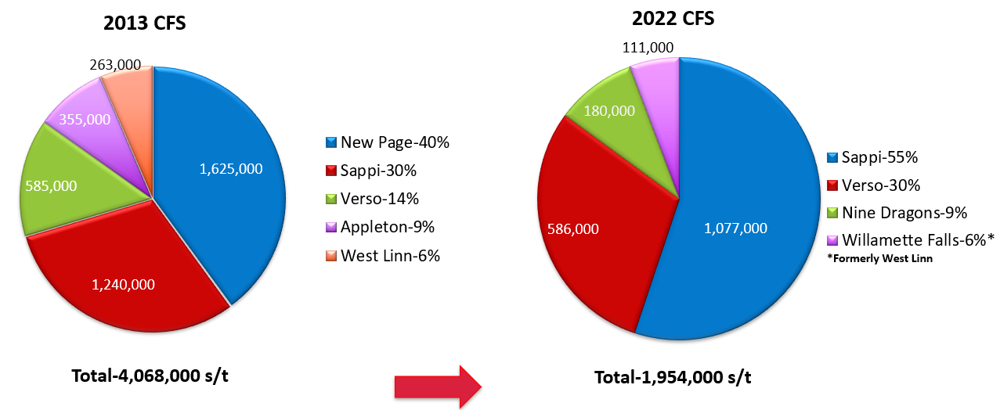 2013 CFS
263,000
355,000
585,000
1,625,000
1,240,000
New Page-40%
Sappi-30%
Verso-14%
Appleton-9%
West Linn-6%
Total-4,068,000 s/t
2022 CFS
111,000
180,000
586,000
1,077,000
Sappi-55%
Verso-30%
Nine Dragons-9%
Willamette Falls-6%*
*Formerly West Linn
Total-1,954,000 s/t